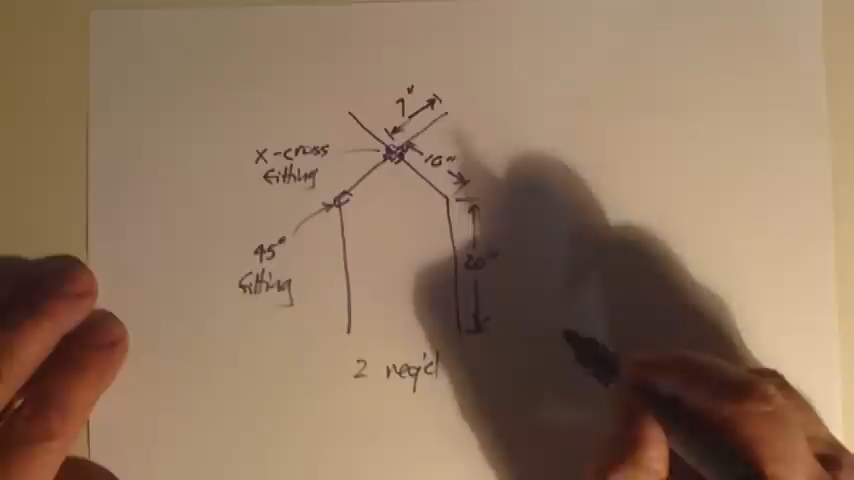 7"
X-cross
fitting
10"
45°
fitting
20"
2 req'd